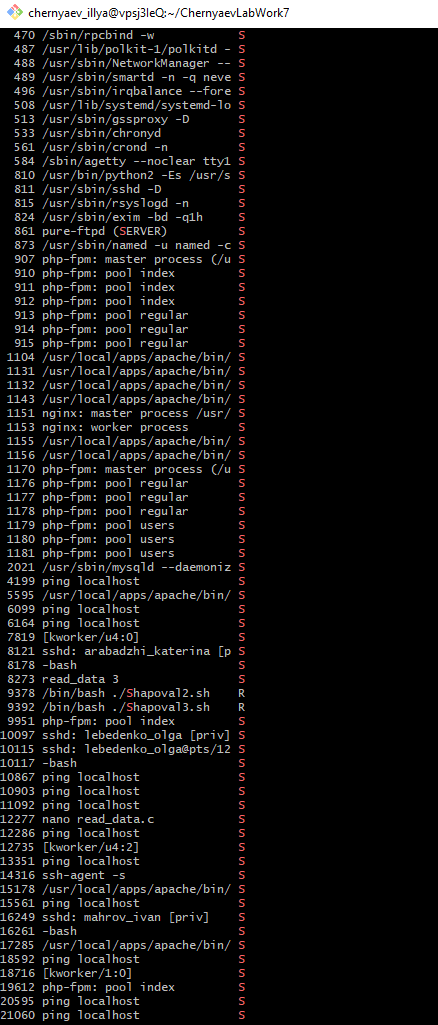 chernyaev_illya@vpsj3leQ:~/ChernyaevLabWork7
470 /sbin/rpcbind -w S
487 /usr/lib/polkit-1/polkitd - S
488 /usr/sbin/NetworkManager -- S
489 /usr/sbin/smartd -n -q neve S
496 /usr/sbin/irqbalance --fore S
508 /usr/lib/systemd/systemd-lo S
513 /usr/sbin/gssproxy -D S
533 /usr/sbin/chronyd S
561 /usr/sbin/crond -n S
584 /sbin/agetty --noclear tty1 S
810 /usr/bin/python2 -Es /usr/s S
811 /usr/sbin/sshd -D S
815 /usr/sbin/rsyslogd -n S
824 /usr/sbin/exim -bd -q1h S
861 pure-ftpd (SERVER) S
873 /usr/sbin/named -u named -c S
907 php-fpm: master process (/u S
910 php-fpm: pool index S
911 php-fpm: pool index S
912 php-fpm: pool index S
913 php-fpm: pool regular S
914 php-fpm: pool regular S
915 php-fpm: pool regular S
1104 /usr/local/apps/apache/bin/ S
1131 /usr/local/apps/apache/bin/ S
1132 /usr/local/apps/apache/bin/ S
1143 /usr/local/apps/apache/bin/ S
1151 nginx: master process /usr/ S
1153 nginx: worker process S
1155 /usr/local/apps/apache/bin/ S
1156 /usr/local/apps/apache/bin/ S
1170 php-fpm: master process (/u S
1176 php-fpm: pool regular S
1177 php-fpm: pool regular S
1178 php-fpm: pool regular S
1179 php-fpm: pool users S
1180 php-fpm: pool users S
1181 php-fpm: pool users S
2021 /usr/sbin/mysqld --daemoniz S
4199 ping localhost S
5595 /usr/local/apps/apache/bin/ S
6099 ping localhost S
6164 ping localhost S
7819 [kworker/u4:0] S
8121 sshd: arabadzhi_katerina [p S
8178 -bash S
8273 read_data 3 S
9378 /bin/bash ./Shapoval2.sh R
9392 /bin/bash ./Shapoval3.sh R
9951 php-fpm: pool index S
10097 sshd: lebedenko_olga [priv] S
10115 sshd: lebedenko_olga@pts/12 S
10117 -bash S
10867 ping localhost S
10903 ping localhost S
11092 ping localhost S
12277 nano read_data.c S
12286 ping localhost S
12735 [kworker/u4:2] S
13351 ping localhost S
14316 ssh-agent -s S
15178 /usr/local/apps/apache/bin/ S
15561 ping localhost S
16249 sshd: mahrov_ivan [priv] S
16261 -bash S
17285 /usr/local/apps/apache/bin/ S
18592 ping localhost S
18716 [kworker/1:0] S
19612 php-fpm: pool index S
20595 ping localhost S
21060 ping localhost S